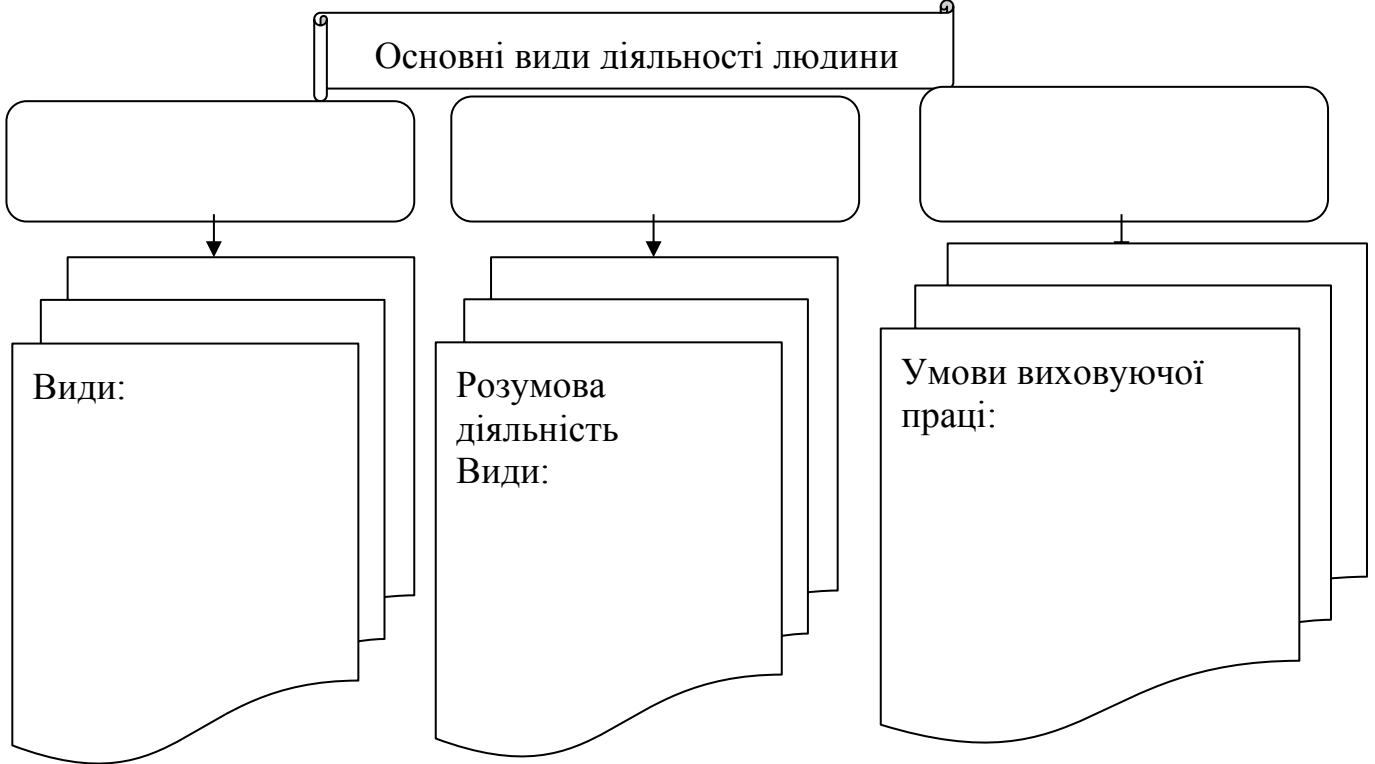 Основні види діяльності людини
Види:
Розумова
діяльність
Види:
Умови виховуючої
праці: